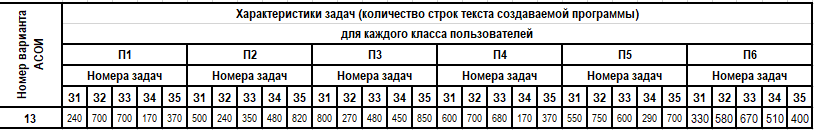 Номер варианта АСОИ
Характеристики задач (количество строк текста создаваемой программы)
для каждого класса пользователей
П1 П2 П3 П4 П5 П6
Номера задач Номера задач Номера задач Номера задач Номера задач Номера задач
31 32 33 34 35 31 32 33 34 35 31 32 33 34 35 31 32 33 34 35 31 32 33 34 35 31 32 33 34 35
13 240 700 700 170 370 500 240 350 480 820 800 270 480 450 850 600 700 680 170 370 550 750 600 290 700 330 580 670 510 400